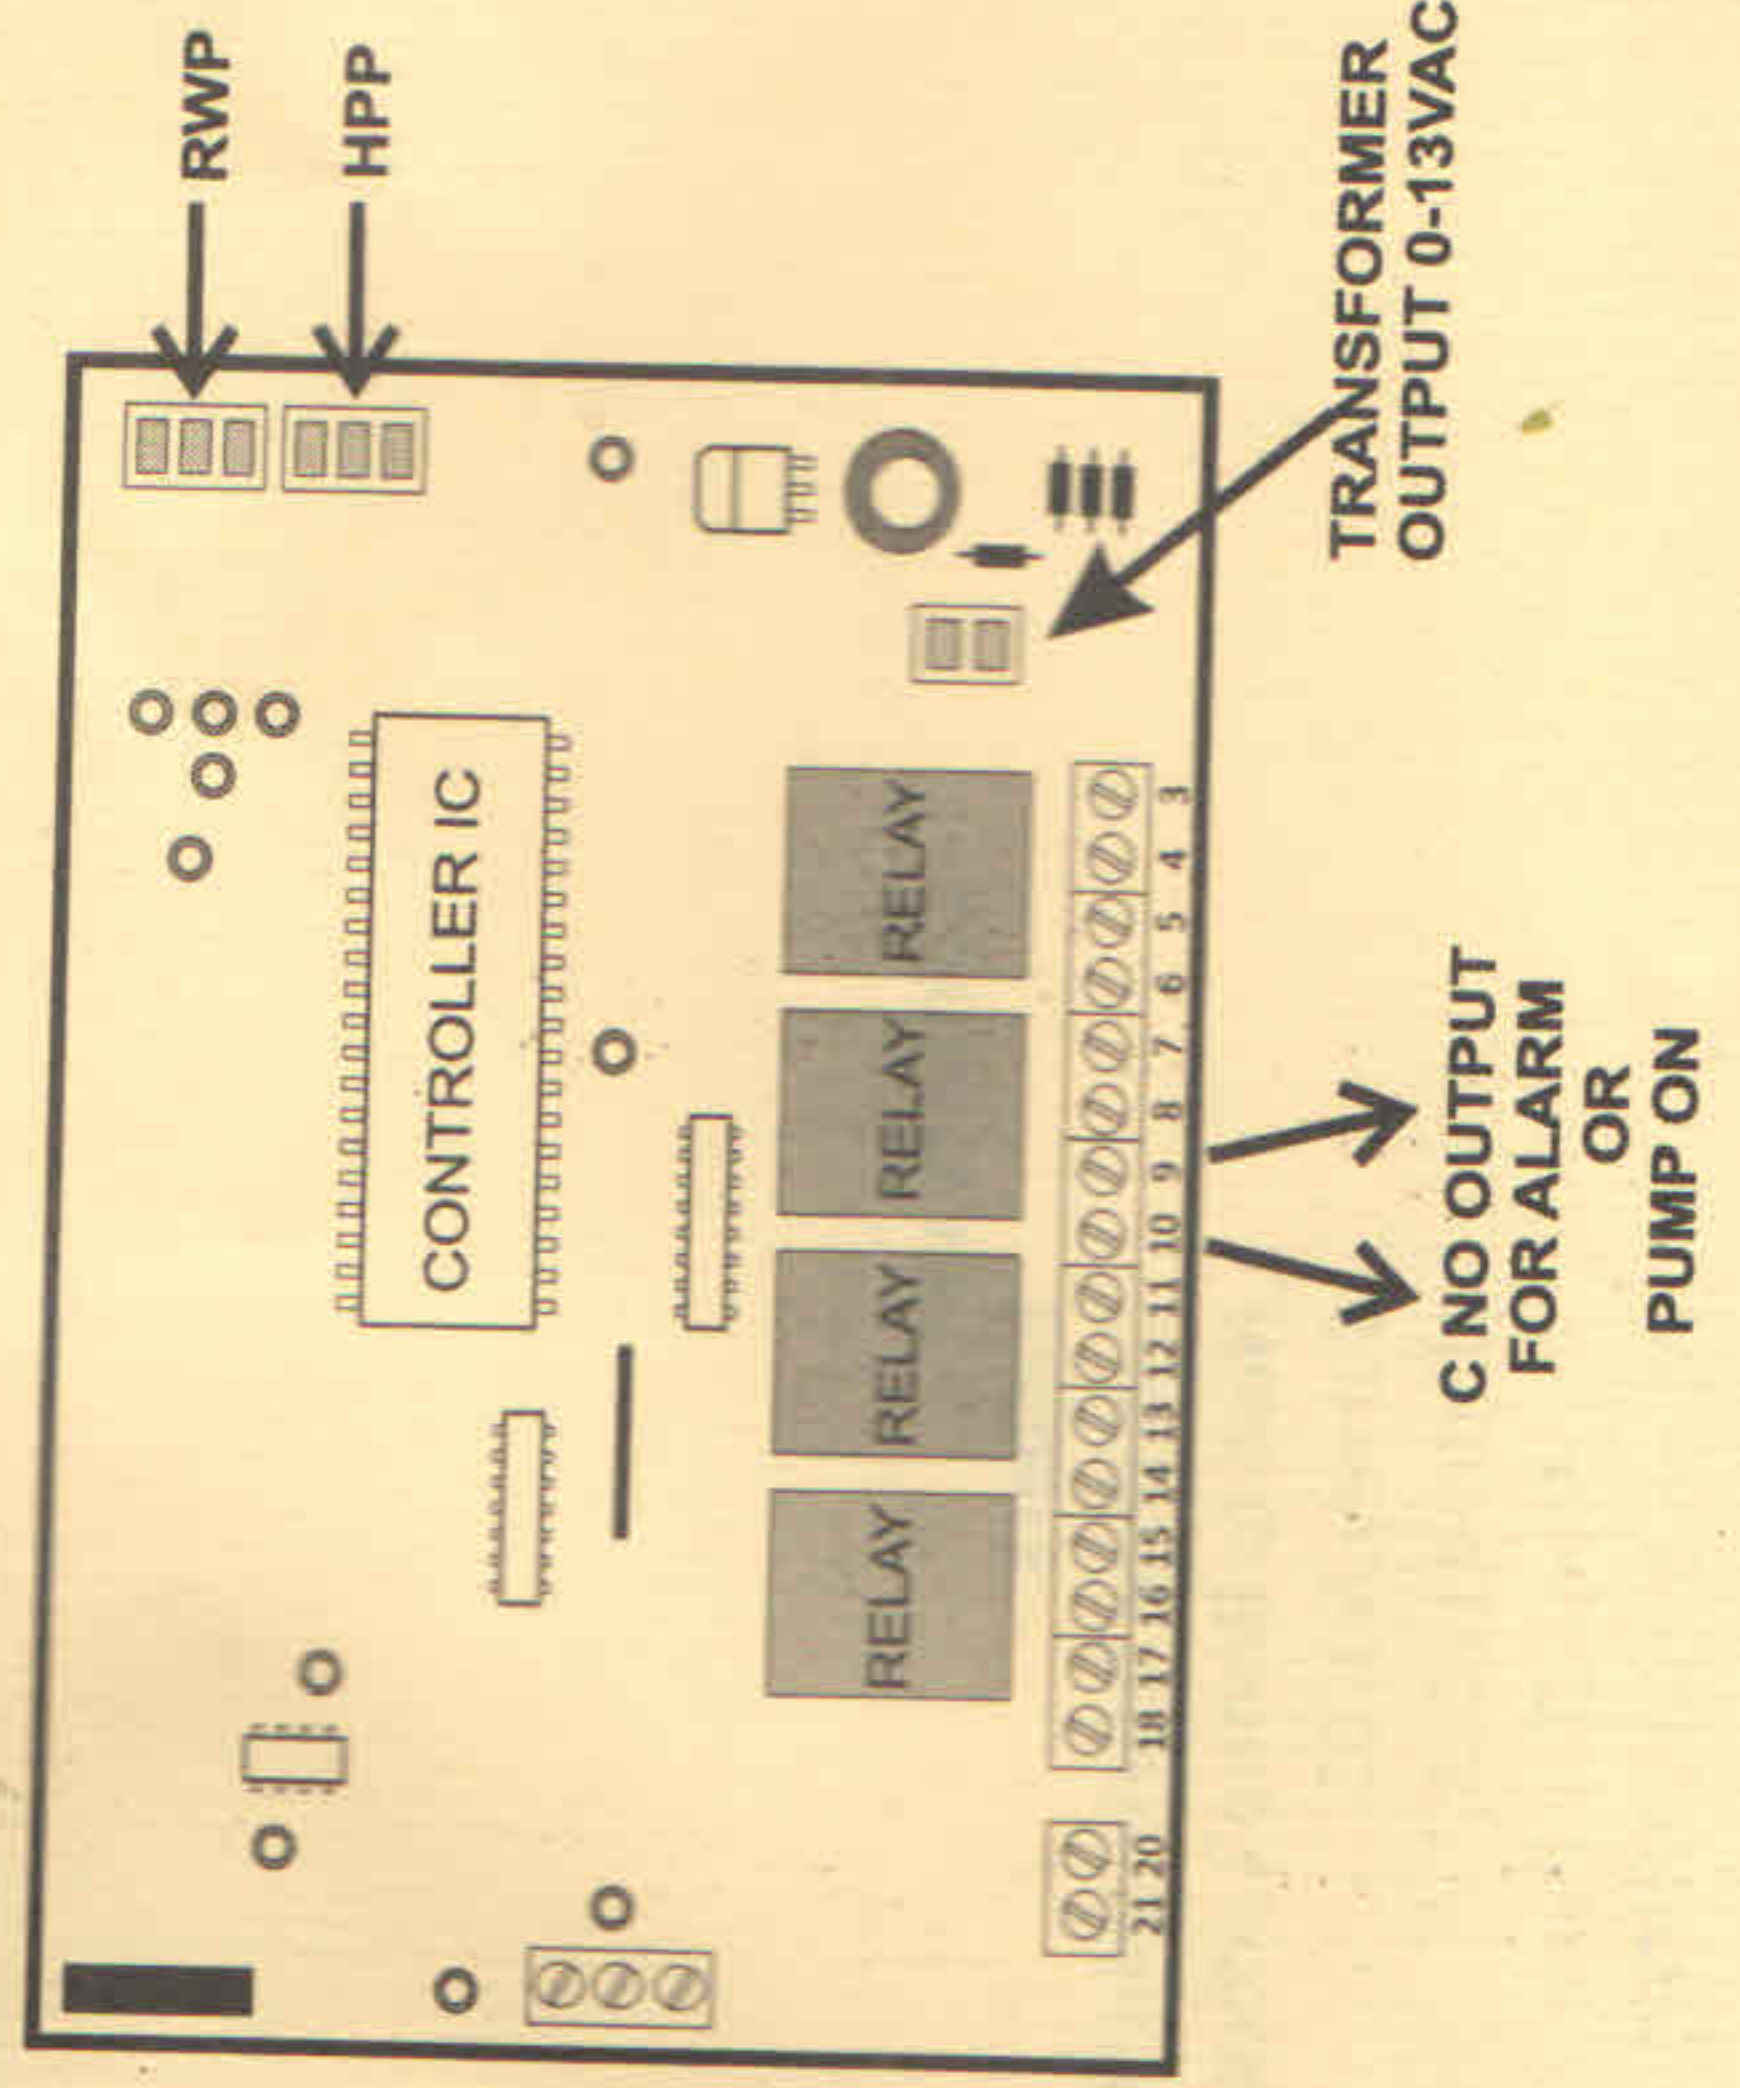 RWP
HPP
CONTROLLER IC
RELAY
RELAY
RELAY
RELAY
21 20
18 17 16 15 14 13 12 11 10 9 8 7 6 5 4 3
TRANSFORMER
OUTPUT 0-13VAC
C NO OUTPUT
FOR ALARM
OR
PUMP ON